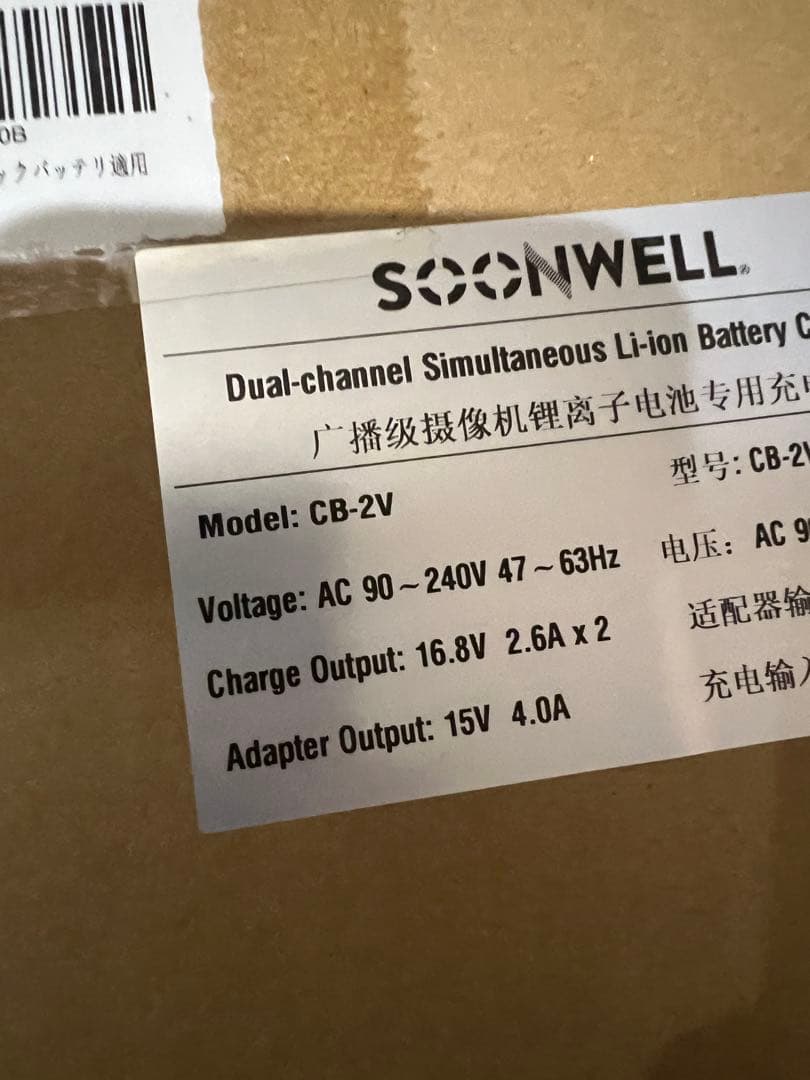 0B
ックバッテリ適用
SOONWELL®
Dual-channel Simultaneous Li-ion Battery C
广播级摄像机锂离子电池专用充电
Model: CB-2V
型号: CB-2V
Voltage: AC 90~240V 47~63Hz
电压: AC 90
Charge Output: 16.8V 2.6A x 2
适配器输
Adapter Output: 15V 4.0A
充电输入